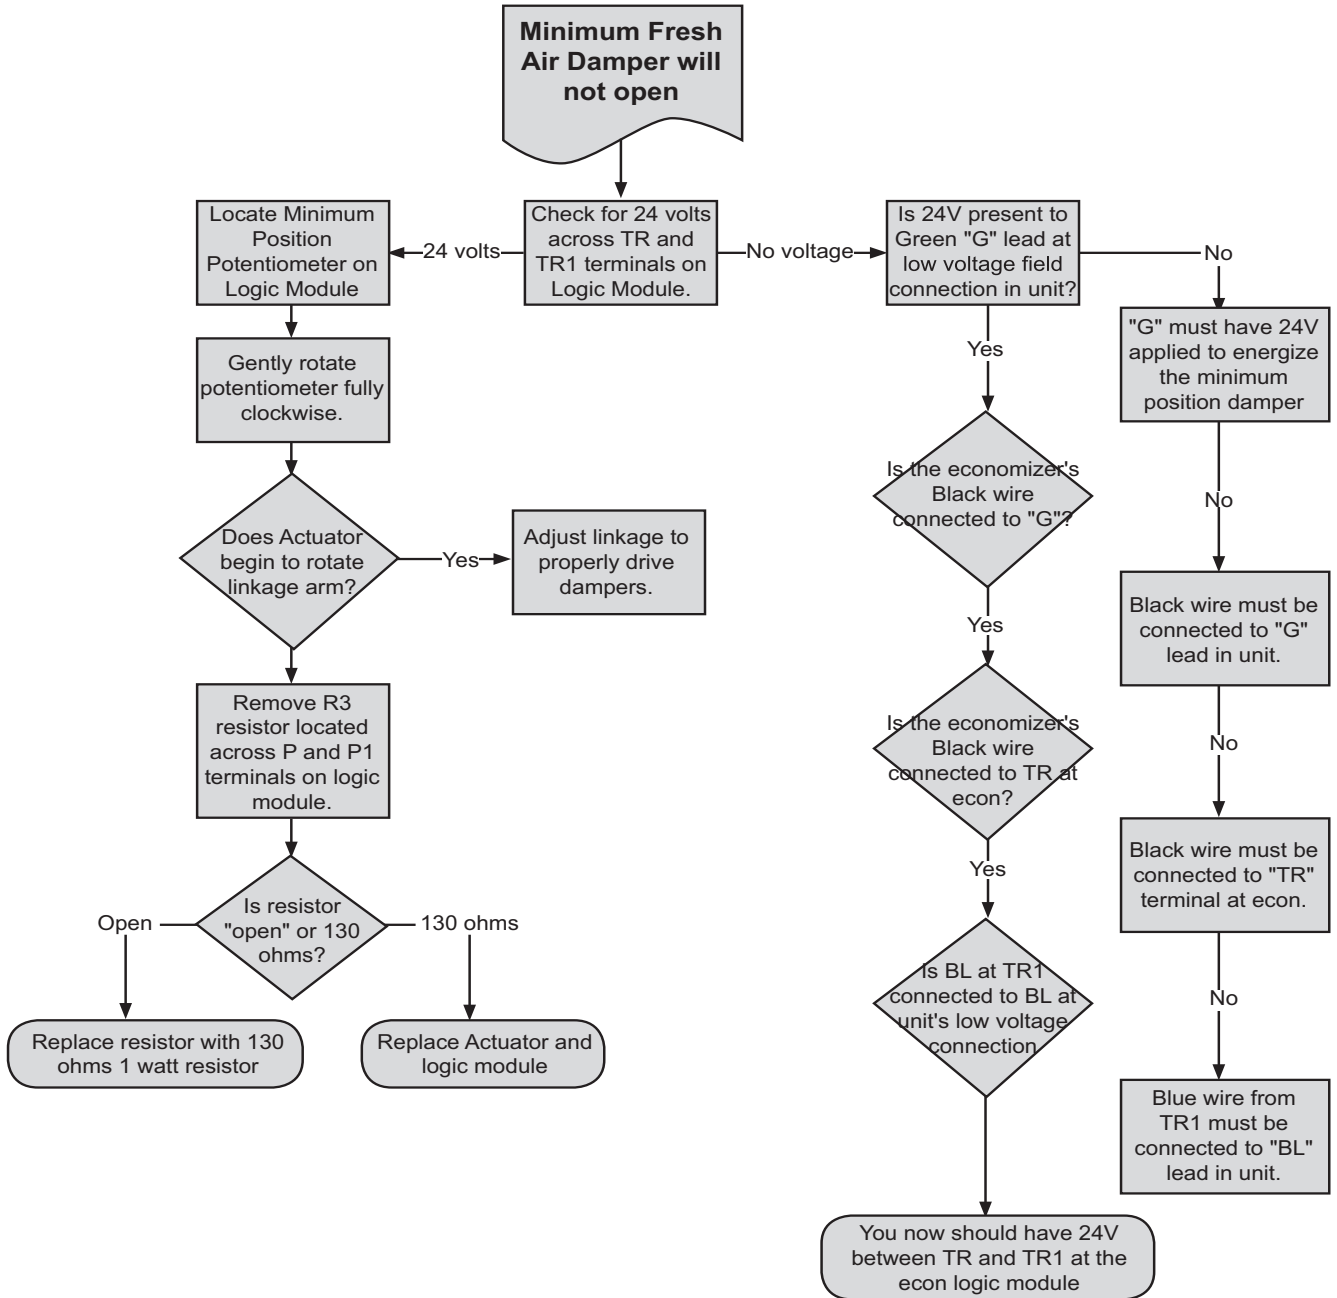 Minimum Fresh
Air Damper will
not open
Locate Minimum
Position
Potentiometer on
Logic Module
24 volts
Check for 24 volts
across TR and
TR1 terminals on
Logic Module.
No voltage
Is 24V present to
Green "G" lead at
low voltage field
connection in unit?
No
"G" must have 24V
applied to energize
the minimum
position damper
Gently rotate
potentiometer fully
clockwise.
Yes
Is the economizer's
Black wire
connected to "G"?
No
Does Actuator
begin to rotate
linkage arm?
Yes
Adjust linkage to
properly drive
dampers.
Black wire must be
connected to "G"
lead in unit.
Yes
Remove R3
resistor located
across P and P1
terminals on logic
module.
Is the economizer's
Black wire
connected to TR at
econ?
No
Black wire must be
connected to "TR"
terminal at econ.
Yes
Open
Is resistor
"open" or 130
ohms?
130 ohms
Is BL at TR1
connected to BL at
unit's low voltage
connection
No
Replace resistor with 130
ohms 1 watt resistor
Replace Actuator and
logic module
Blue wire from
TR1 must be
connected to "BL"
lead in unit.
You now should have 24V
between TR and TR1 at the
econ logic module